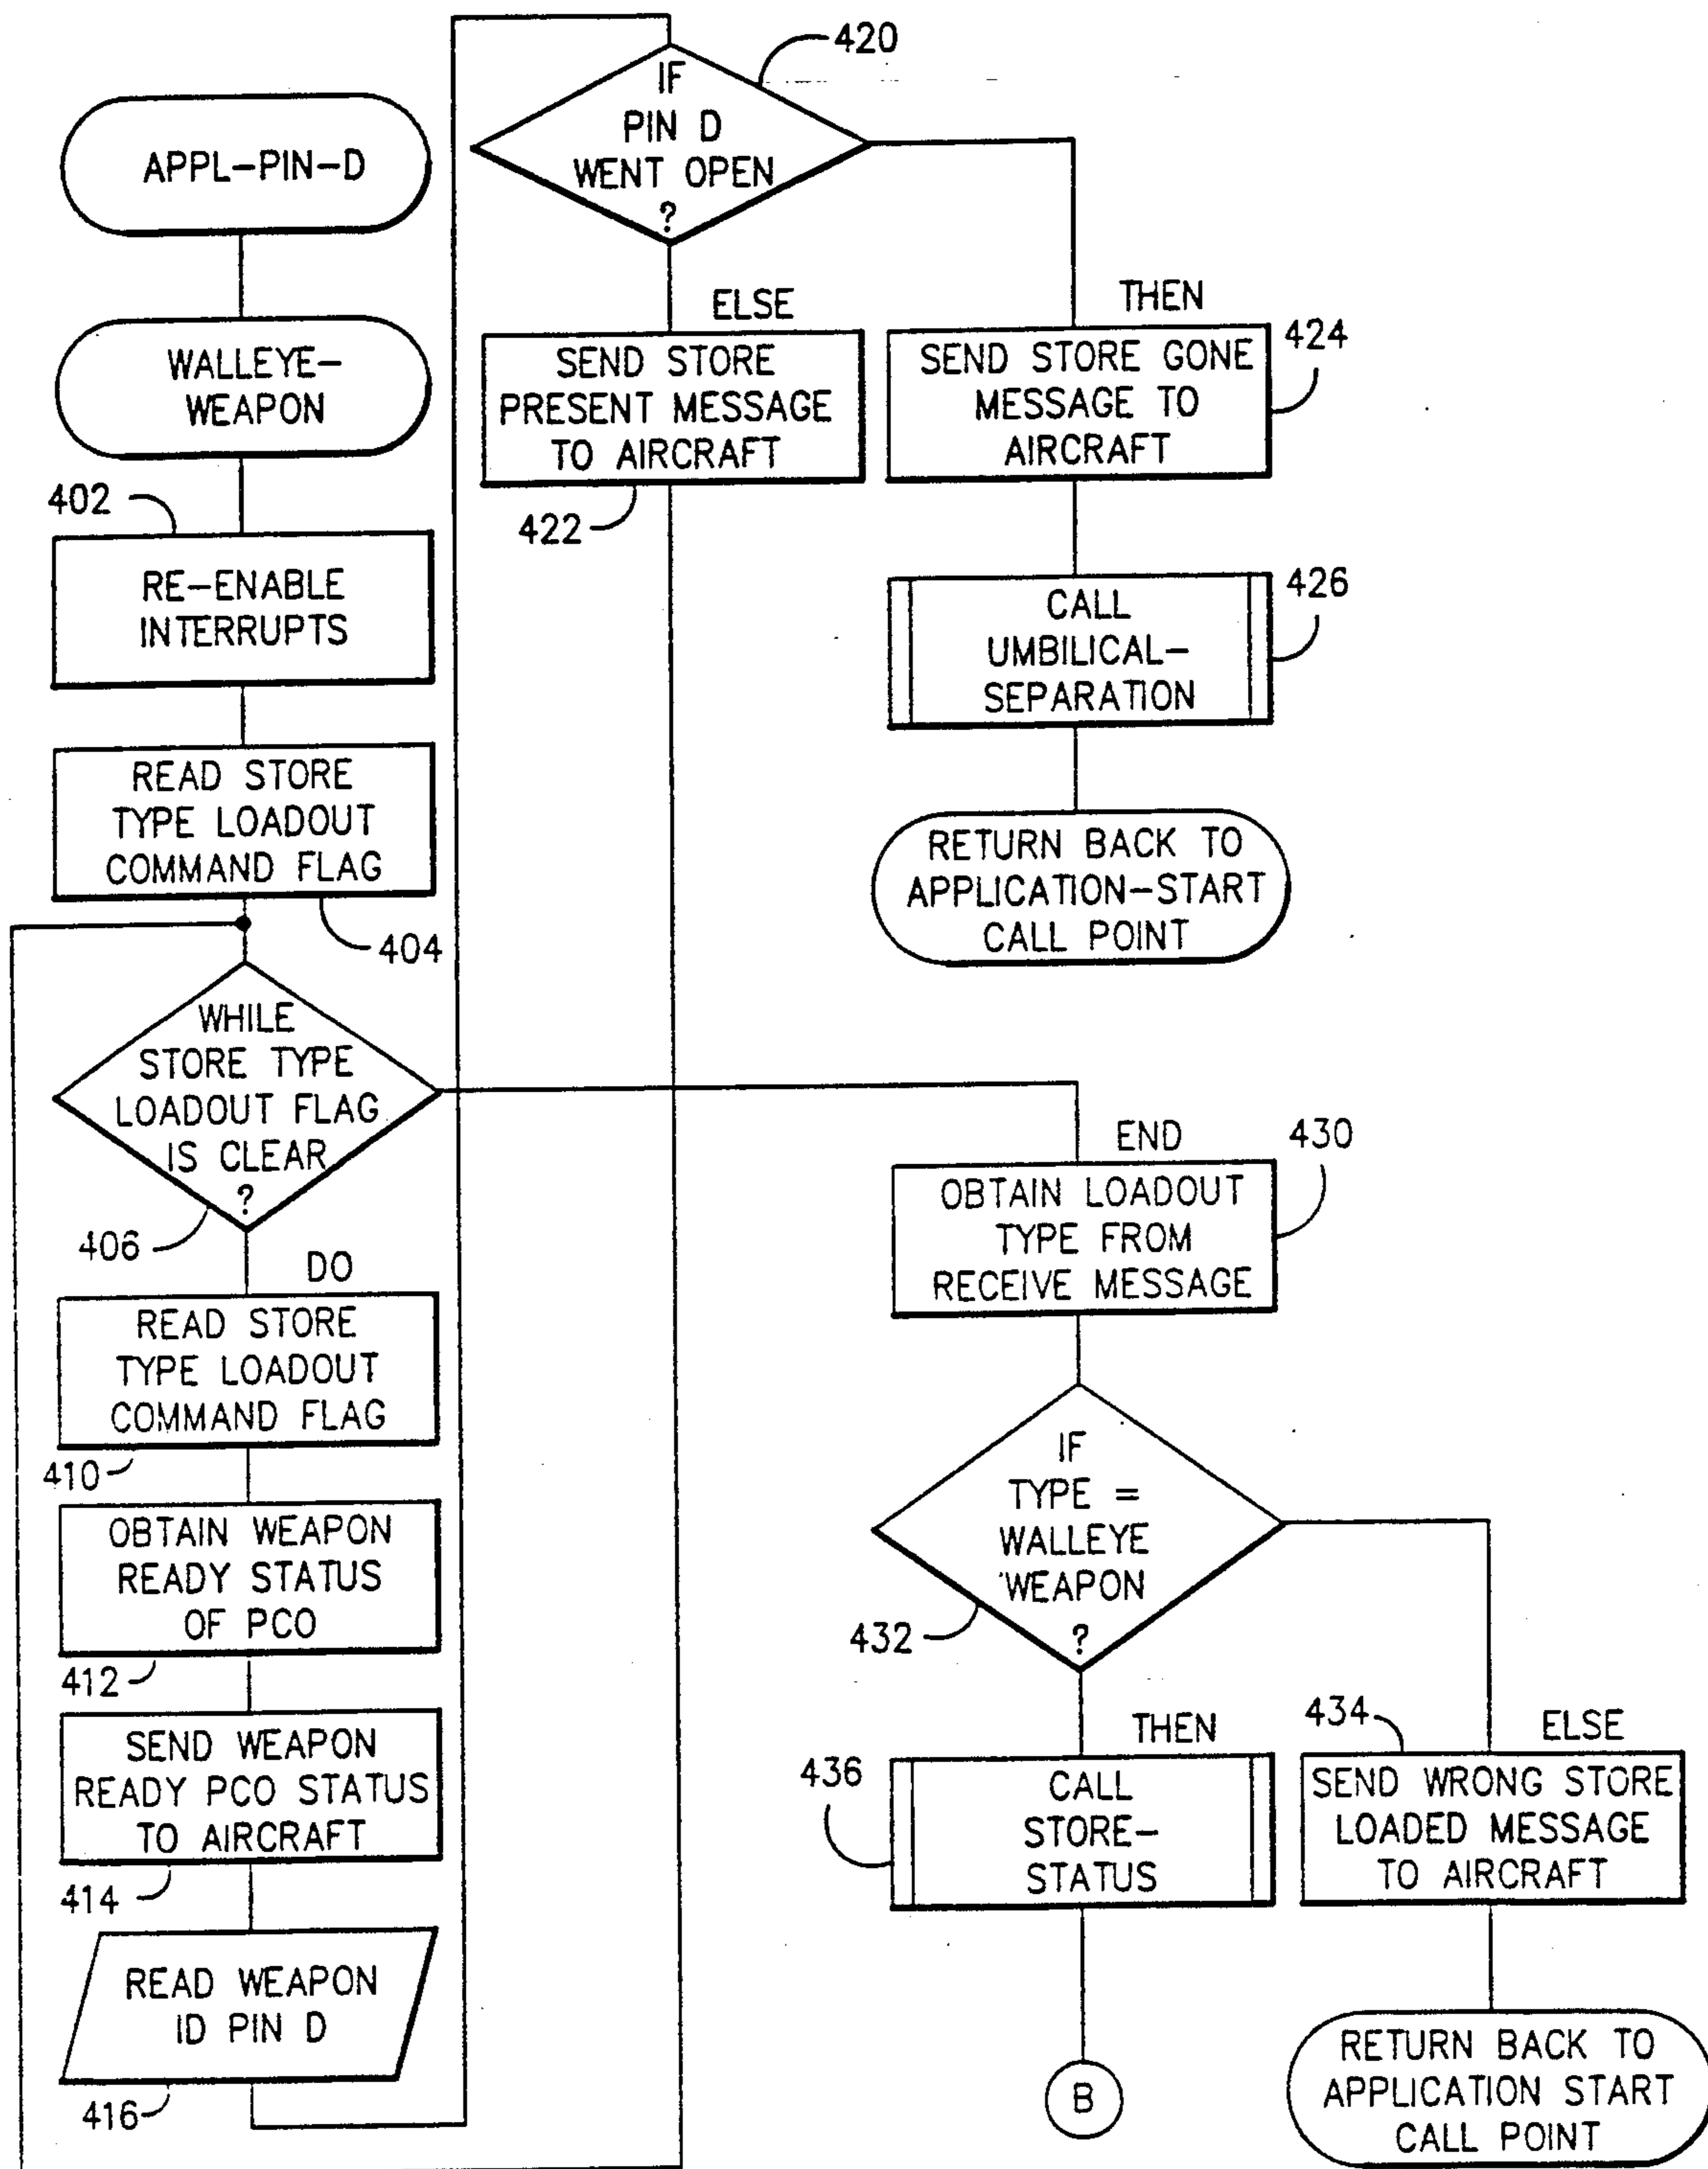 APPL-PIN-D
WALLEYE-
WEAPON
402
RE-ENABLE
INTERRUPTS
READ STORE
TYPE LOADOUT
COMMAND FLAG
404
WHILE
STORE TYPE
LOADOUT FLAG
IS CLEAR
?
406
DO
READ STORE
TYPE LOADOUT
COMMAND FLAG
410
OBTAIN WEAPON
READY STATUS
OF PCO
412
SEND WEAPON
READY PCO STATUS
TO AIRCRAFT
414
READ WEAPON
ID PIN D
416
420
IF
PIN D
WENT OPEN
?
ELSE
SEND STORE
PRESENT MESSAGE
TO AIRCRAFT
422
THEN
SEND STORE GONE
MESSAGE TO
AIRCRAFT
424
CALL
UMBILICAL-
SEPARATION
426
RETURN BACK TO
APPLICATION-START
CALL POINT
END
430
OBTAIN LOADOUT
TYPE FROM
RECEIVE MESSAGE
IF
TYPE =
WALLEYE
WEAPON
?
432
THEN
436
CALL
STORE-
STATUS
B
434
ELSE
SEND WRONG STORE
LOADED MESSAGE
TO AIRCRAFT
RETURN BACK TO
APPLICATION START
CALL POINT